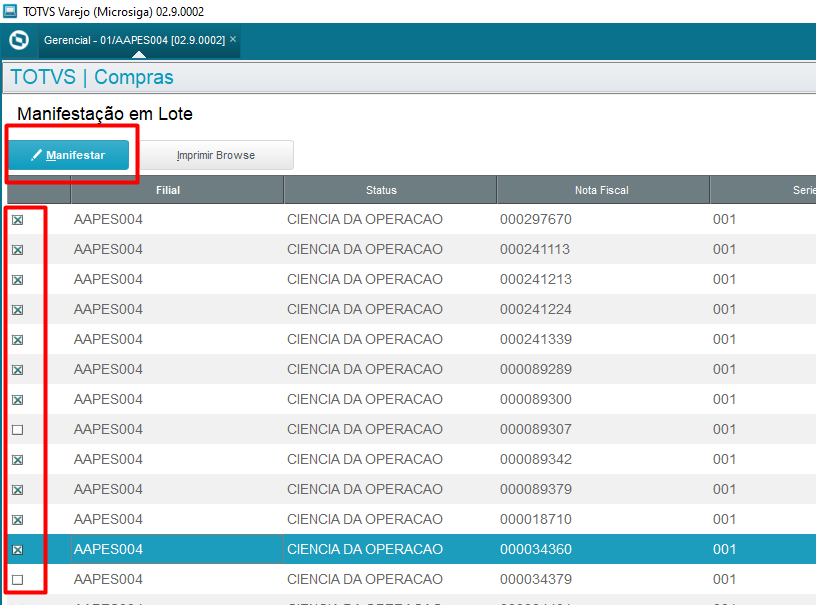 TOTVS Varejo (Microsiga) 02.9.0002
Gerencial - 01/AAPES004 [02.9.0002] ×
TOTVS | Compras
Manifestação em Lote
Manifestar Imprimir Browse
Filial Status Nota Fiscal Serie
AAPES004 CIENCIA DA OPERACAO 000297670 001
AAPES004 CIENCIA DA OPERACAO 000241113 001
AAPES004 CIENCIA DA OPERACAO 000241213 001
AAPES004 CIENCIA DA OPERACAO 000241224 001
AAPES004 CIENCIA DA OPERACAO 000241339 001
AAPES004 CIENCIA DA OPERACAO 000089289 001
AAPES004 CIENCIA DA OPERACAO 000089300 001
AAPES004 CIENCIA DA OPERACAO 000089307 001
AAPES004 CIENCIA DA OPERACAO 000089342 001
AAPES004 CIENCIA DA OPERACAO 000089379 001
AAPES004 CIENCIA DA OPERACAO 000018710 001
AAPES004 CIENCIA DA OPERACAO 000034360 001
AAPES004 CIENCIA DA OPERACAO 000034379 001